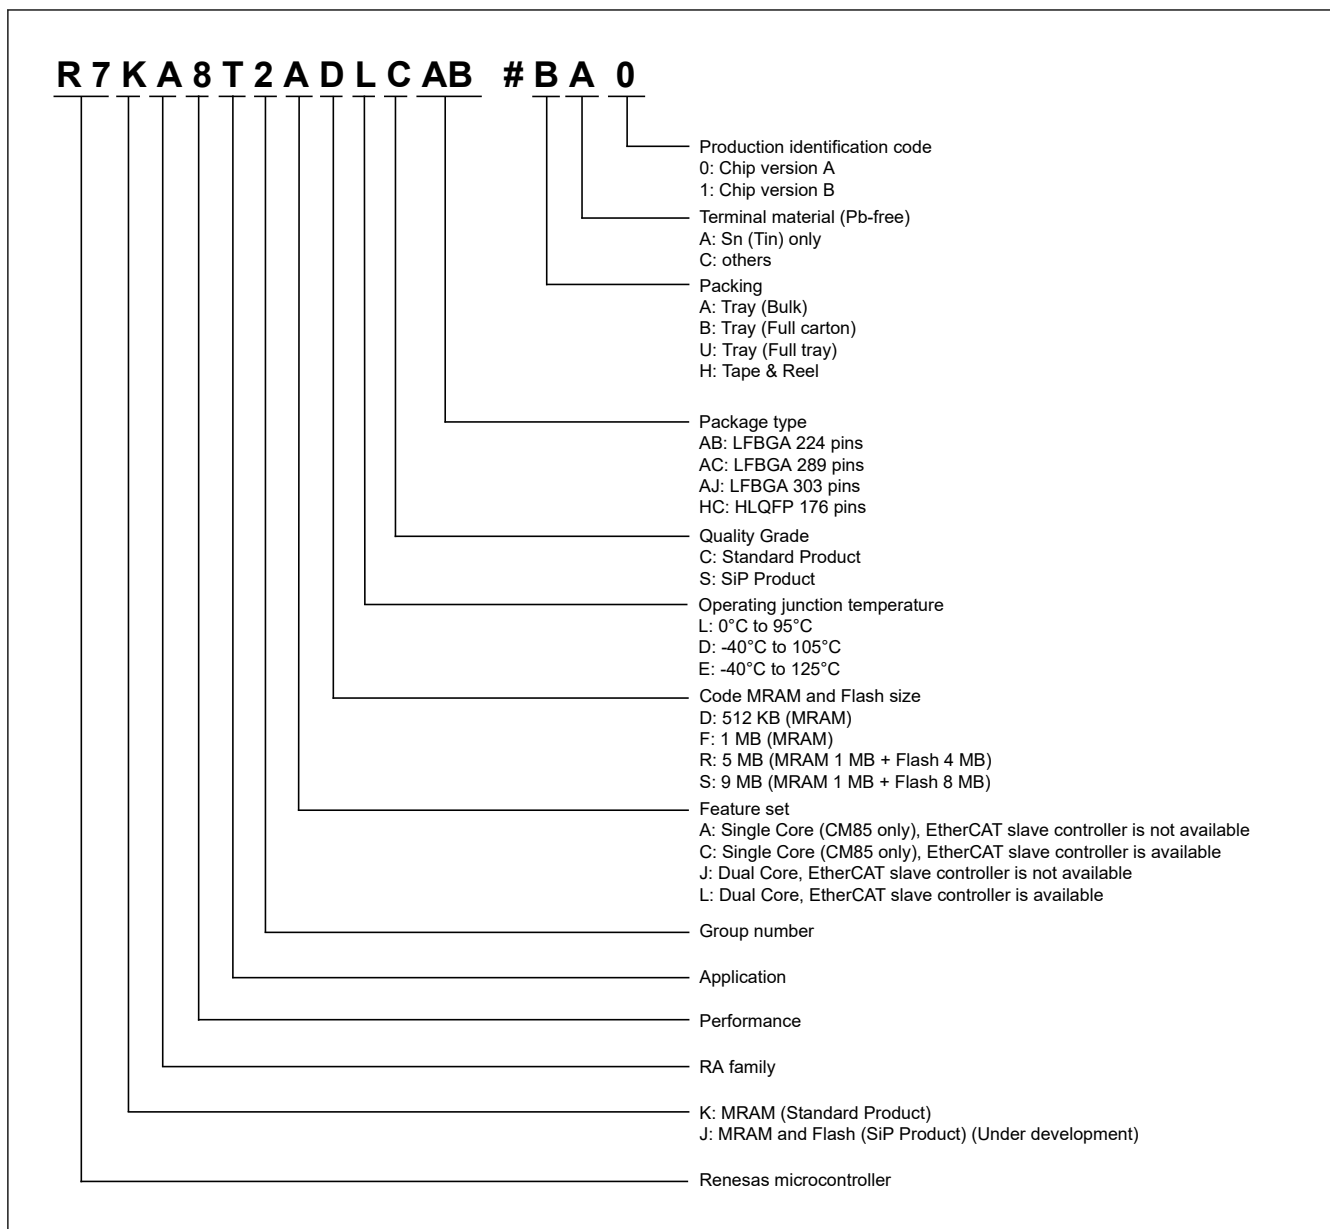 R7KA8T2ADLCAB #BA0
Production identification code
0: Chip version A
1: Chip version B
Terminal material (Pb-free)
A: Sn (Tin) only
C: others
Packing
A: Tray (Bulk)
B: Tray (Full carton)
U: Tray (Full tray)
H: Tape & Reel
Package type
AB: LFBGA 224 pins
AC: LFBGA 289 pins
AJ: LFBGA 303 pins
HC: HLQFP 176 pins
Quality Grade
C: Standard Product
S: SiP Product
Operating junction temperature
L: 0°C to 95°C
D: -40°C to 105°C
E: -40°C to 125°C
Code MRAM and Flash size
D: 512 KB (MRAM)
F: 1 MB (MRAM)
R: 5 MB (MRAM 1 MB + Flash 4 MB)
S: 9 MB (MRAM 1 MB + Flash 8 MB)
Feature set
A: Single Core (CM85 only), EtherCAT slave controller is not available
C: Single Core (CM85 only), EtherCAT slave controller is available
J: Dual Core, EtherCAT slave controller is not available
L: Dual Core, EtherCAT slave controller is available
Group number
Application
Performance
RA family
K: MRAM (Standard Product)
J: MRAM and Flash (SiP Product) (Under development)
Renesas microcontroller